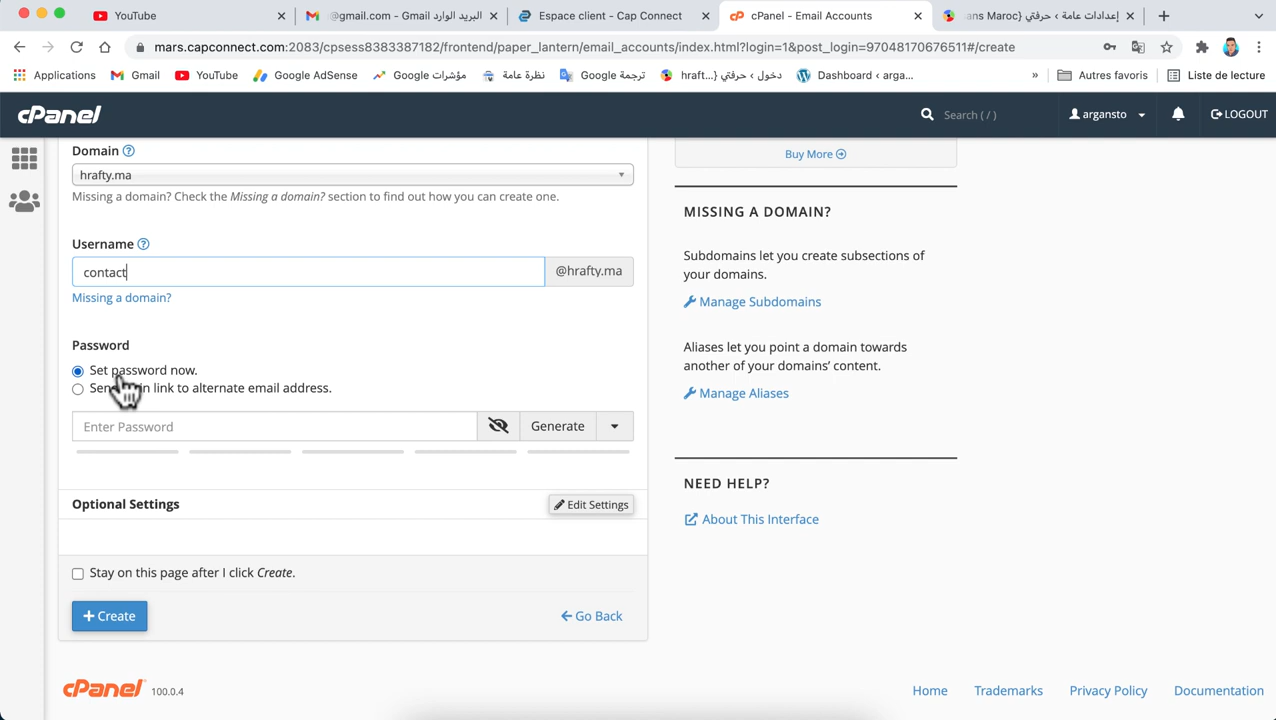 YouTube
البريد الوارد @gmail.com - Gmail
Espace client - Cap Connect
cPanel - Email Accounts
إعدادات عامة ‹ حرفتي {ans Maroc
mars.capconnect.com:2083/cpsess8383387182/frontend/paper_lantern/email_accounts/index.html?login=1&post_login=97048170676511#/create
Applications
Gmail
YouTube
Google AdSense
مؤشرات Google
نظرة عامة
ترجمة Google
دخول ‹ حرفتي {hraft...
Dashboard ‹ arga...
»
Autres favoris
Liste de lecture
cPanel
Search ( / )
argansto
LOGOUT
Domain
hrafty.ma
Missing a domain? Check the Missing a domain? section to find out how you can create one.
Username
contact
@hrafty.ma
Missing a domain?
Password
Set password now.
link to alternate email address.
Enter Password
Generate
Optional Settings
Edit Settings
Stay on this page after I click Create.
+ Create
Go Back
Buy More
MISSING A DOMAIN?
Subdomains let you create subsections
of your domains.
Manage Subdomains
Aliases let you point a domain towards
another of your domains’ content.
Manage Aliases
NEED HELP?
About This Interface
cPanel 100.0.4
Home
Trademarks
Privacy Policy
Documentation